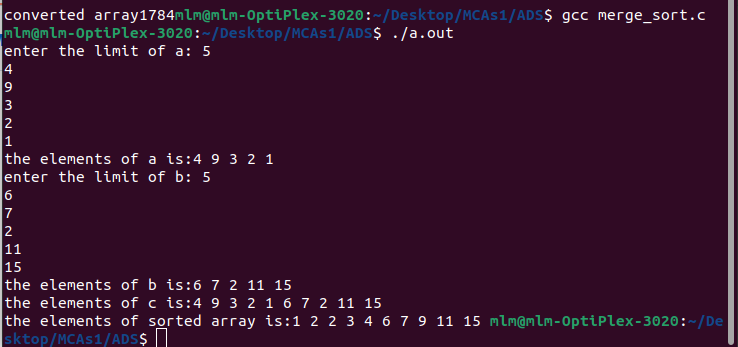 converted array1784mlm@mlm-OptiPlex-3020:~/Desktop/MCAs1/ADS$ gcc merge_sort.c
mlm@mlm-OptiPlex-3020:~/Desktop/MCAs1/ADS$ ./a.out
enter the limit of a: 5
4
9
3
2
1
the elements of a is:4 9 3 2 1
enter the limit of b: 5
6
7
2
11
15
the elements of b is:6 7 2 11 15
the elements of c is:4 9 3 2 1 6 7 2 11 15
the elements of sorted array is:1 2 2 3 4 6 7 9 11 15 mlm@mlm-OptiPlex-3020:~/De
sktop/MCAs1/ADS$